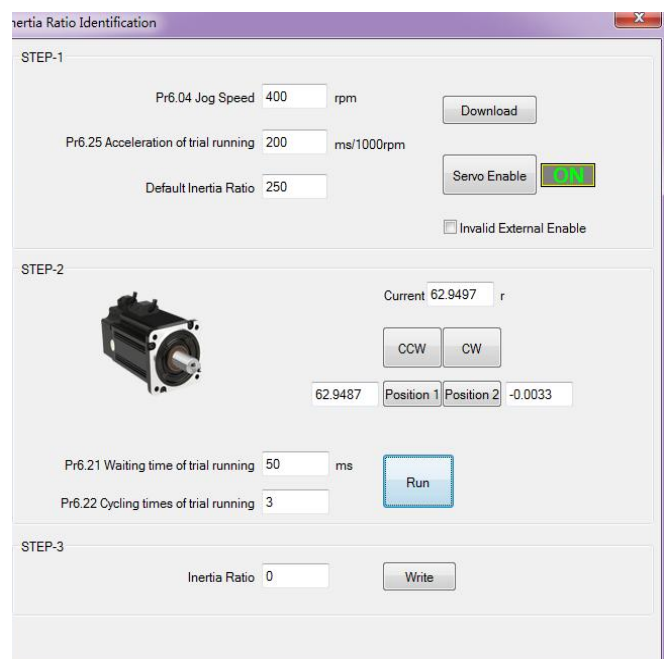 nertia Ratio Identification
STEP-1
Pr6.04 Jog Speed 400 rpm
Download
Pr6.25 Acceleration of trial running 200 ms/1000rpm
Default Inertia Ratio 250
Servo Enable ON
Invalid External Enable
STEP-2
Current 62.9497 r
CCW CW
62.9487 Position 1 Position 2 -0.0033
Pr6.21 Waiting time of trial running 50 ms
Run
Pr6.22 Cycling times of trial running 3
STEP-3
Inertia Ratio 0 Write